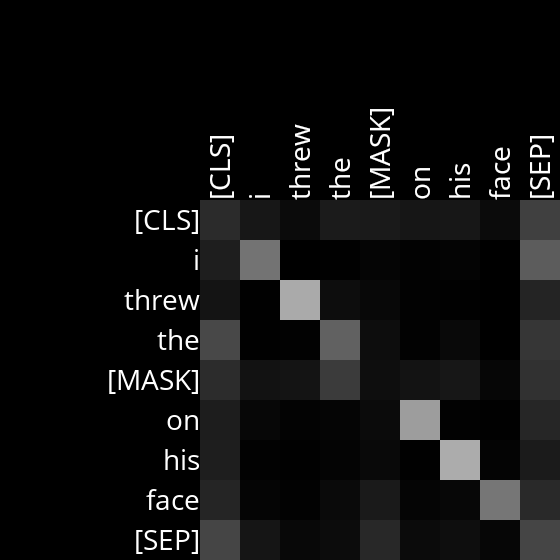 [CLS] i threw the [MASK] on his face [SEP]
[CLS]
i
threw
the
[MASK]
on
his
face
[SEP]